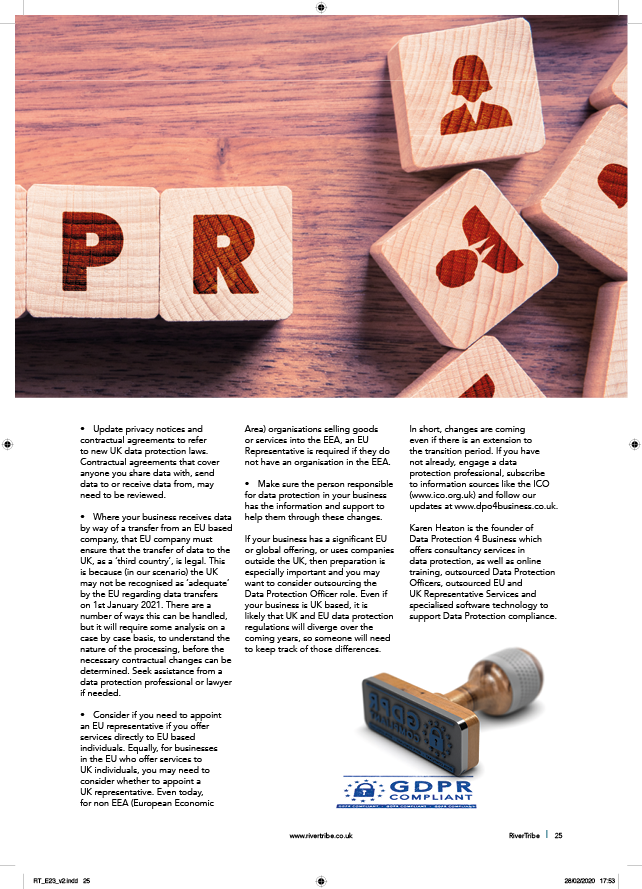 P R
• Update privacy notices and
contractual agreements to refer
to new UK data protection laws.
Contractual agreements that cover
anyone you share data with, send
data to or receive data from, may
need to be reviewed.
• Where your business receives data
by way of a transfer from an EU based
company, that EU company must
ensure that the transfer of data to the
UK, as a ‘third country’, is legal. This
is because (in our scenario) the UK
may not be recognised as ‘adequate’
by the EU regarding data transfers
on 1st January 2021. There are a
number of ways this can be handled,
but it will require some analysis on a
case by case basis, to understand the
nature of the processing, before the
necessary contractual changes can be
determined. Seek assistance from a
data protection professional or lawyer
if needed.
• Consider if you need to appoint
an EU representative if you offer
services directly to EU based
individuals. Equally, for businesses
in the EU who offer services to
UK individuals, you may need to
consider whether to appoint a
UK representative. Even today,
for non EEA (European Economic
Area) organisations selling goods
or services into the EEA, an EU
Representative is required if they do
not have an organisation in the EEA.
• Make sure the person responsible
for data protection in your business
has the information and support to
help them through these changes.
If your business has a significant EU
or global offering, or uses companies
outside the UK, then preparation is
especially important and you may
want to consider outsourcing the
Data Protection Officer role. Even if
your business is UK based, it is
likely that UK and EU data protection
regulations will diverge over the
coming years, so someone will need
to keep track of those differences.
In short, changes are coming
even if there is an extension to
the transition period. If you have
not already, engage a data
protection professional, subscribe
to information sources like the ICO
(www.ico.org.uk) and follow our
updates at www.dpo4business.co.uk.
Karen Heaton is the founder of
Data Protection 4 Business which
offers consultancy services in
data protection, as well as online
training, outsourced Data Protection
Officers, outsourced EU and
UK Representative Services and
specialised software technology to
support Data Protection compliance.
GDPR
COMPLIANT
GDPR COMPLIANT • GDPR COMPLIANT • GDPR COMPLIANT
www.rivertribe.co.uk
RiverTribe | 25
RT_E23_v2.indd 25
28/02/2020 17:53